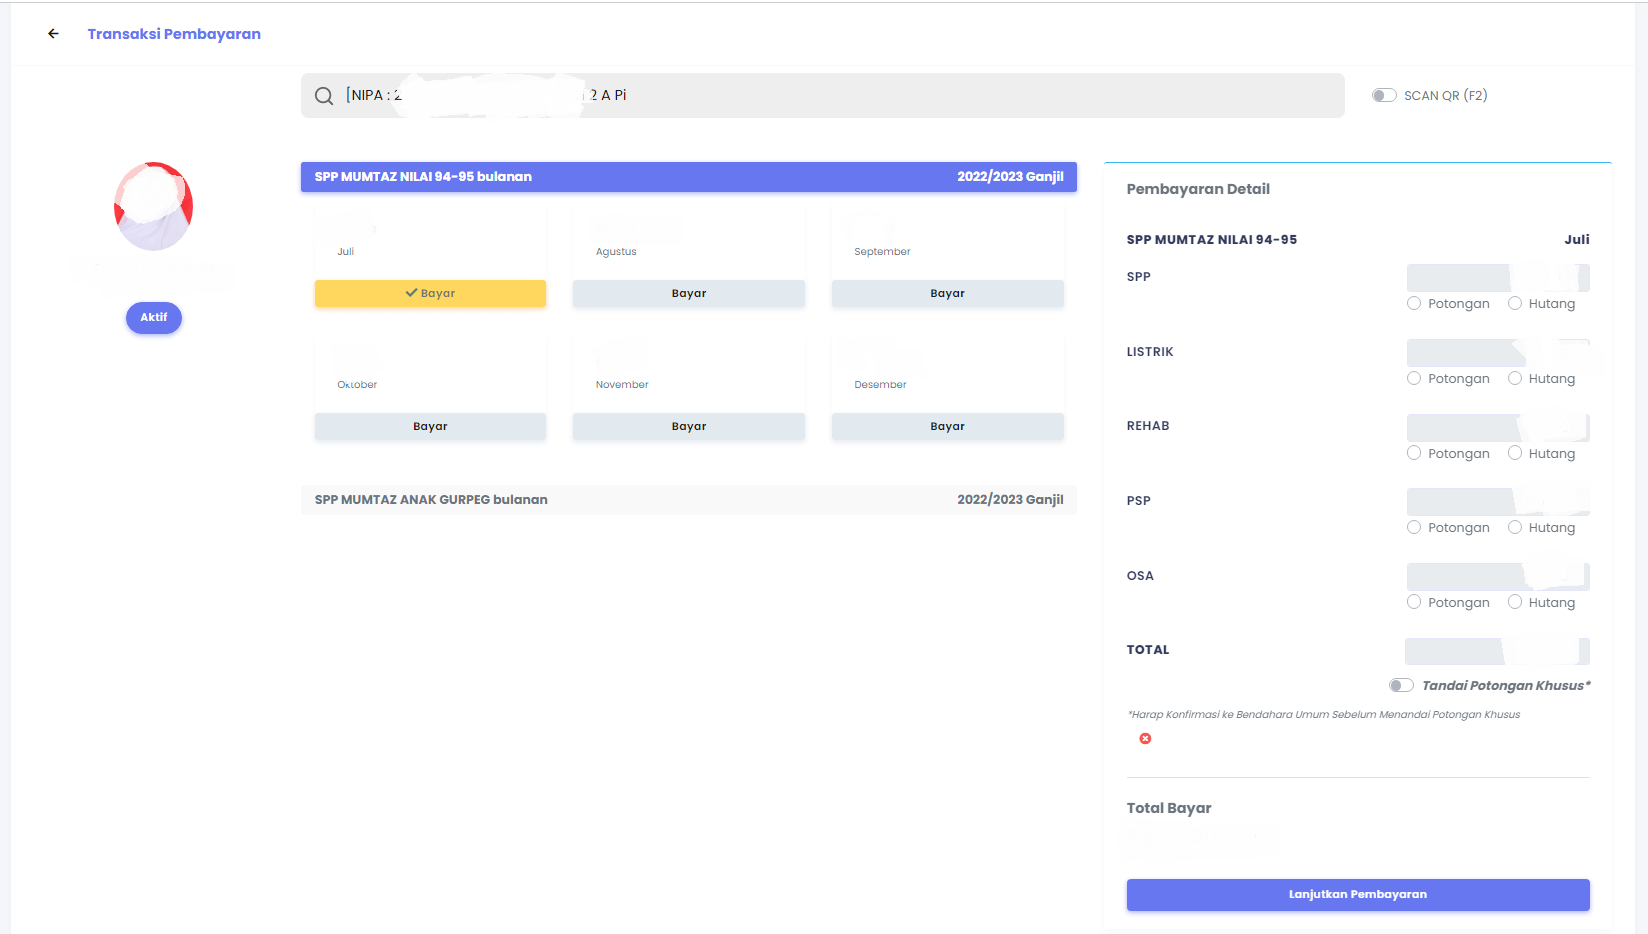 Transaksi Pembayaran
[NIPA : 2 2 A Pi
SCAN QR (F2)
Aktif
SPP MUMTAZ NILAI 94-95 bulanan 2022/2023 Ganjil
Juli Agustus September
Bayar Bayar Bayar
Oktober November Desember
Bayar Bayar Bayar
SPP MUMTAZ ANAK GURPEG bulanan 2022/2023 Ganjil
Pembayaran Detail
SPP MUMTAZ NILAI 94-95 Juli
SPP
Potongan Hutang
LISTRIK
Potongan Hutang
REHAB
Potongan Hutang
PSP
Potongan Hutang
OSA
Potongan Hutang
TOTAL
Tandai Potongan Khusus*
*Harap Konfirmasi ke Bendahara Umum Sebelum Menandai Potongan Khusus
Total Bayar
Lanjutkan Pembayaran